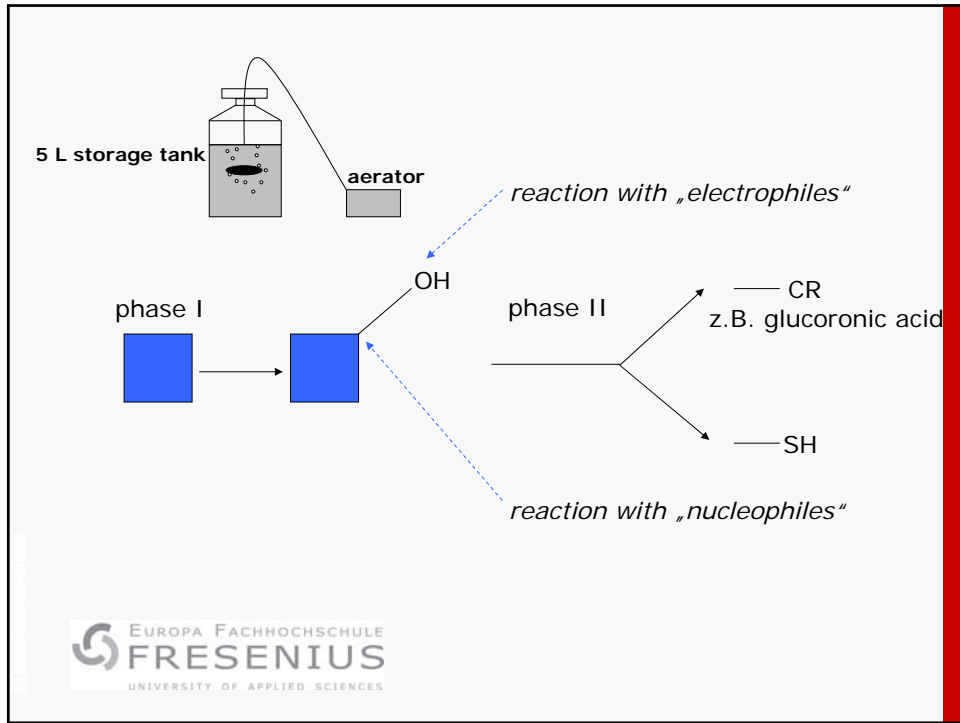 5 L storage tank
aerator
reaction with „electrophiles“
OH
phase I
phase II
CR
z.B. glucoronic acid
SH
reaction with „nucleophiles“
EUROPA FACHHOCHSCHULE
FRESENIUS
UNIVERSITY OF APPLIED SCIENCES